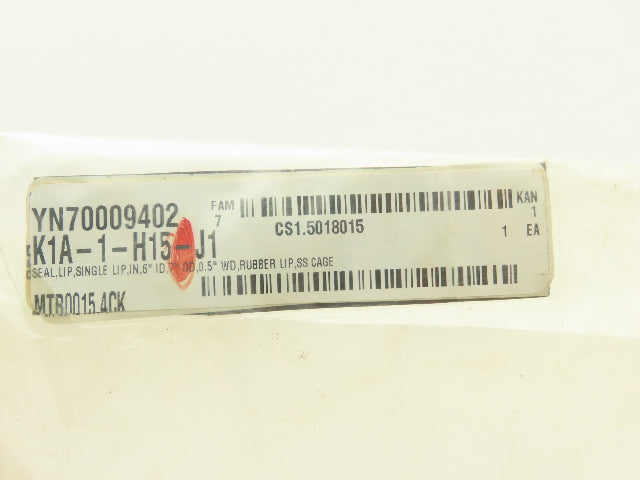 YN70009402 FAM 7 KAN 1
CS1.5018015 1 EA
K1A-1-H15-J1
SEAL,LIP,SINGLE LIP,IN,6" ID, OD,0.5" WD,RUBBER LIP,SS CAGE
MTB0015.4CK